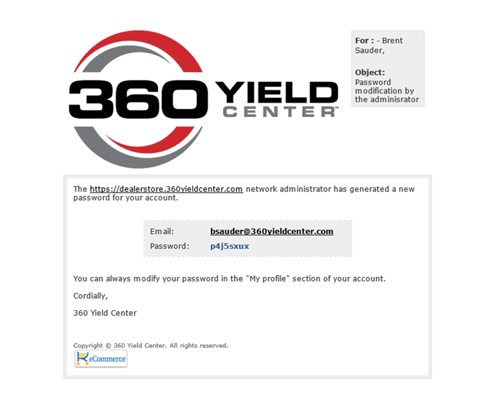 360 YIELD
CENTER™
For : - Brent
Sauder,
Object:
Password
modification by
the adminisrator
The https://dealerstore.360yieldcenter.com network administrator has generated a new
password for your account.
Email: bsauder@360yieldcenter.com
Password: p4j5sxux
You can always modify your password in the "My profile" section of your account.
Cordially,
360 Yield Center
Copyright © 360 Yield Center. All rights reserved.
eCommerce